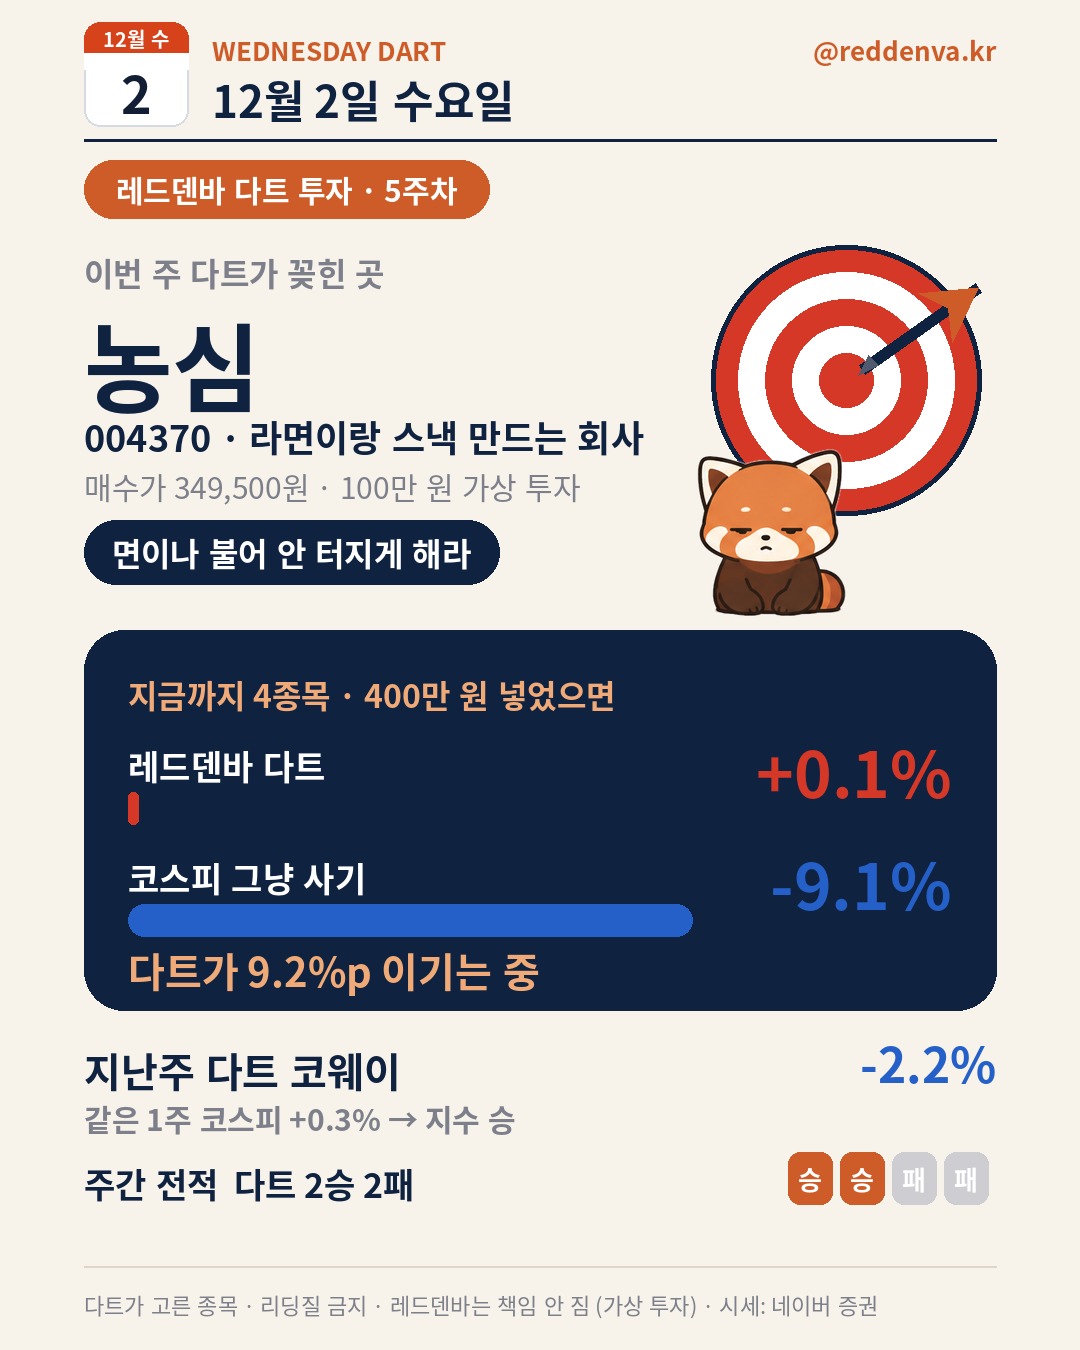 12월 수
2
WEDNESDAY DART
12월 2일 수요일
@reddenva.kr
레드덴바 다트 투자 · 5주차
이번 주 다트가 꽂힌 곳
농심
004370 · 라면이랑 스낵 만드는 회사
매수가 349,500원 · 100만 원 가상 투자
면이나 불어 안 터지게 해라
지금까지 4종목 · 400만 원 넣었으면
레드덴바 다트
+0.1%
코스피 그냥 사기
-9.1%
다트가 9.2%p 이기는 중
지난주 다트 코웨이
-2.2%
같은 1주 코스피 +0.3% → 지수 승
주간 전적 다트 2승 2패
승 승 패 패
다트가 고른 종목 · 리딩질 금지 · 레드덴바는 책임 안 짐 (가상 투자) · 시세: 네이버 증권